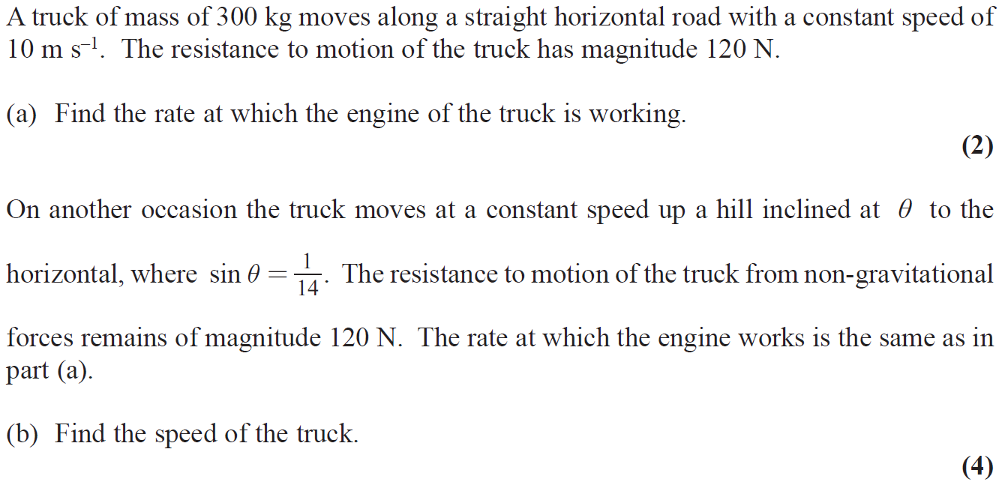 A truck of mass of 300 kg moves along a straight horizontal road with a constant speed of
10 m s⁻¹. The resistance to motion of the truck has magnitude 120 N.
(a) Find the rate at which the engine of the truck is working.
(2)
On another occasion the truck moves at a constant speed up a hill inclined at θ to the
horizontal, where sin θ = 1/14. The resistance to motion of the truck from non-gravitational
forces remains of magnitude 120 N. The rate at which the engine works is the same as in
part (a).
(b) Find the speed of the truck.
(4)